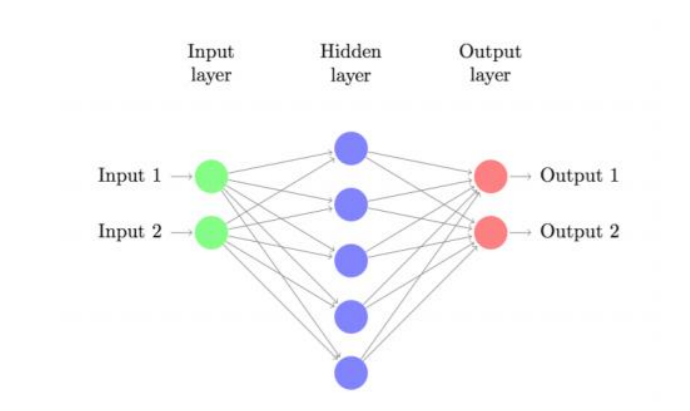 Input
layer
Hidden
layer
Output
layer
Input 1
Output 1
Input 2
Output 2